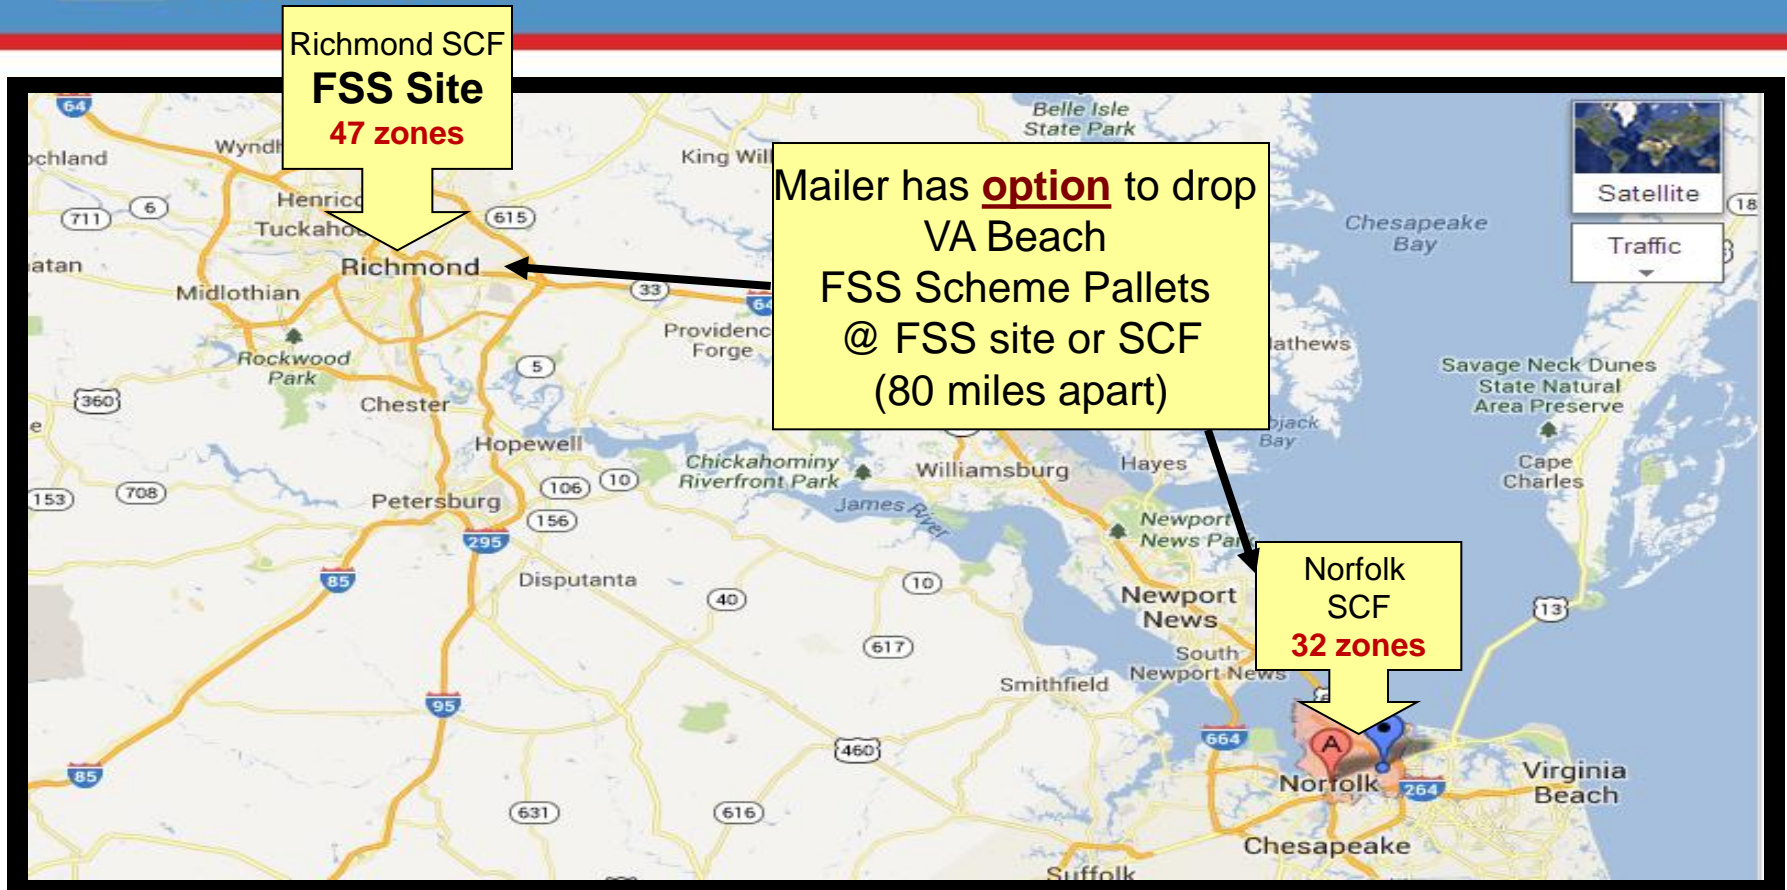 Richmond SCF
FSS Site
47 zones
Mailer has option to drop
VA Beach
FSS Scheme Pallets
@ FSS site or SCF
(80 miles apart)
Norfolk
SCF
32 zones
Satellite
Traffic
64
Belle Isle
State Park
711
6
Henrico
615
Chesapeake
Bay
18
Richmond
Midlothian
33
64
Rockwood
Park
5
Forge
Savage Neck Dunes
State Natural
Area Preserve
360
Chester
Hopewell
Chickahominy
Riverfront Park
Williamsburg
Hayes
Bay
Cape
Charles
153
708
Petersburg
106
10
156
James River
Newport
News Park
295
85
Disputanta
40
10
Newport
News
13
617
South
Newport News
Smithfield
95
664
A
460
85
Norfolk
264
Virginia
Beach
631
616
Chesapeake
Suffolk